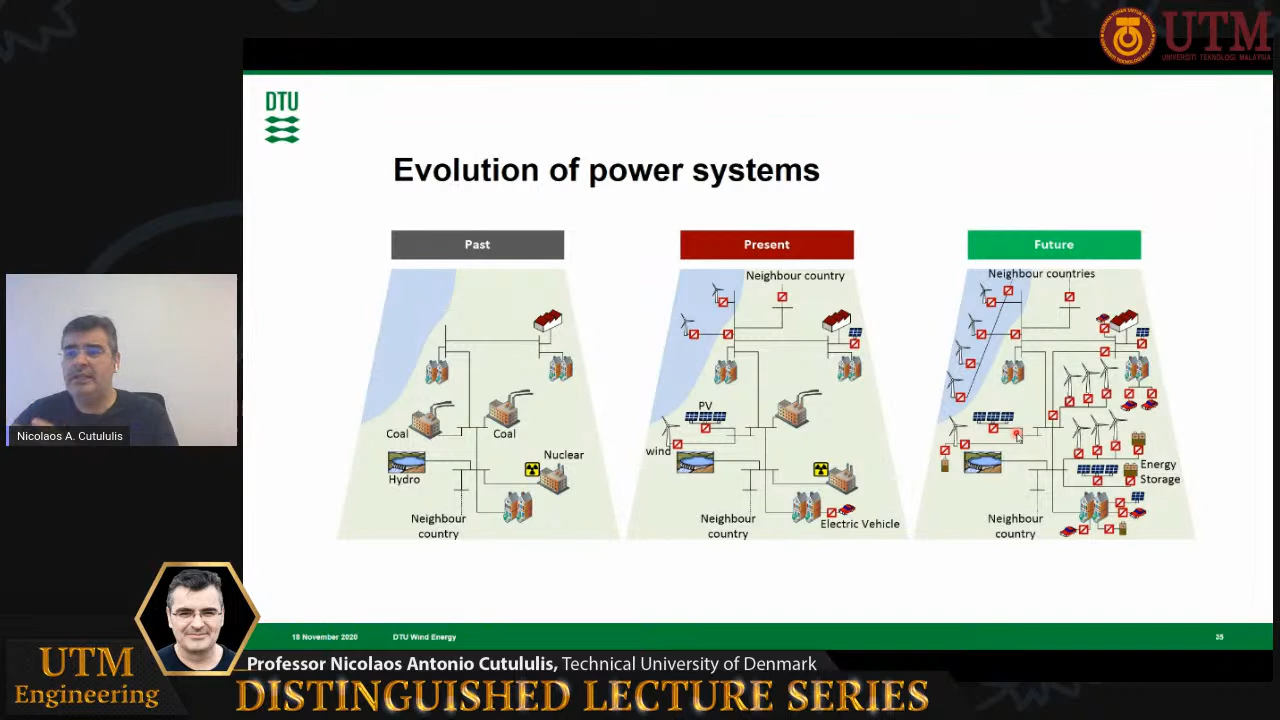 UTM
UNIVERSITI TEKNOLOGI MALAYSIA
DTU
Evolution of power systems
Past
Present
Future
Coal
Coal
Hydro
Nuclear
Neighbour
country
Neighbour country
PV
wind
Neighbour
country
Electric Vehicle
Neighbour countries
Energy
Storage
Neighbour
country
Nicolaos A. Cutululis
18 November 2020
DTU Wind Energy
35
UTM
Engineering
Professor Nicolaos Antonio Cutululis, Technical University of Denmark
DISTINGUISHED LECTURE SERIES